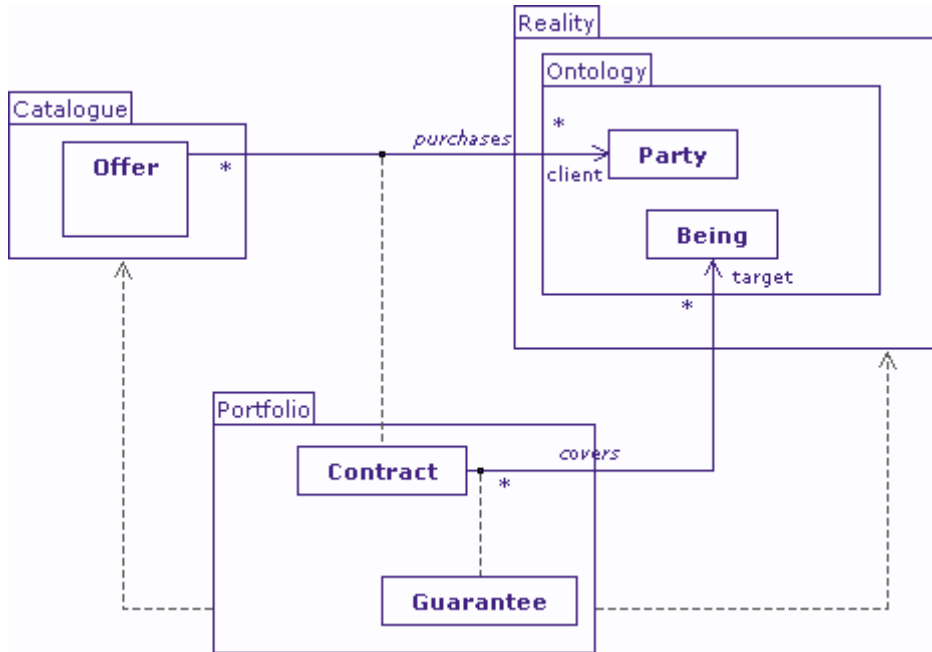 Reality
Ontology
Catalogue
Offer
*
purchases
*
client
Party
Being
target
*
Portfolio
Contract
covers
*
Guarantee